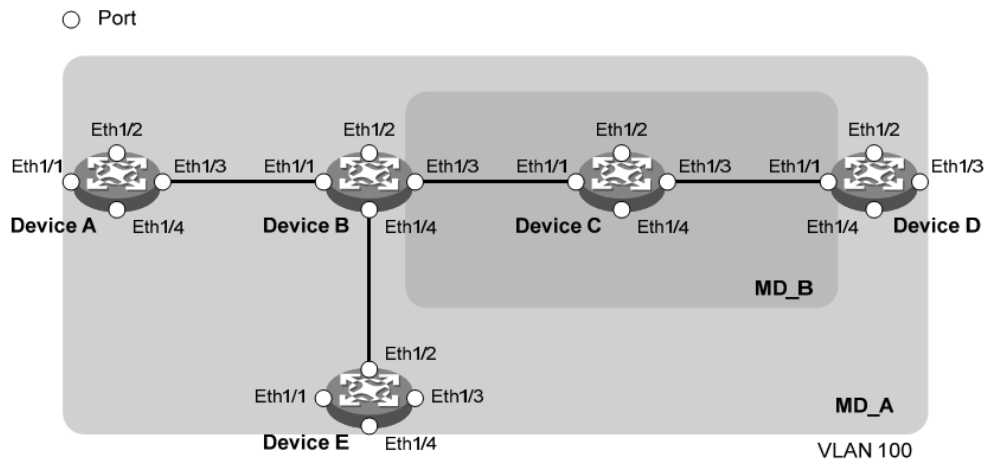 Port
Eth1/2 Eth1/2 Eth1/2 Eth1/2
Eth1/1 Eth1/3 Eth1/1 Eth1/3 Eth1/1 Eth1/3 Eth1/1 Eth1/3
Device A Eth1/4 Device B Eth1/4 Device C Eth1/4 Eth1/4 Device D
MD_B
Eth1/2
Eth1/1 Eth1/3
MD_A
Device E Eth1/4
VLAN 100